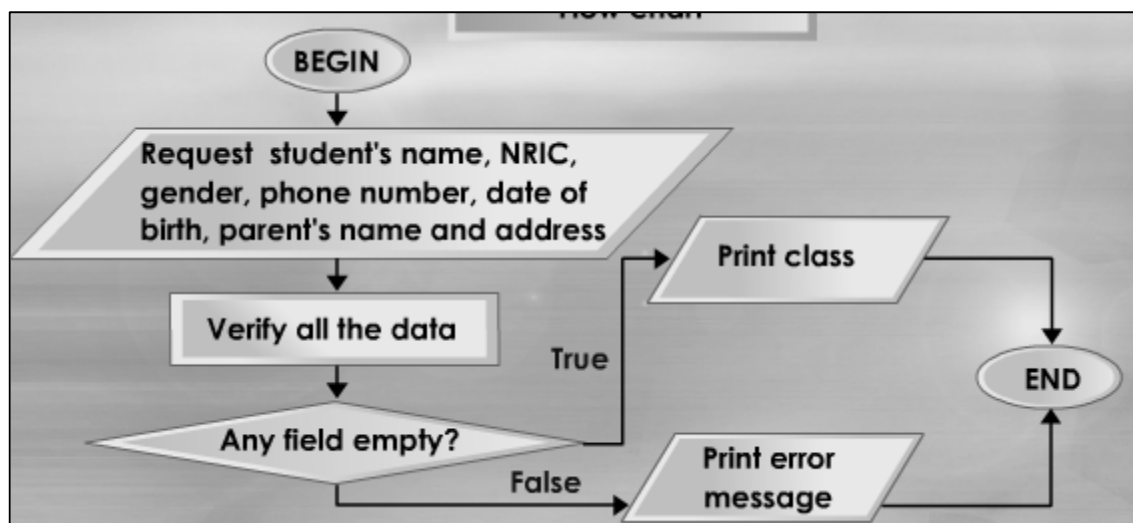 BEGIN
Request student's name, NRIC,
gender, phone number, date of
birth, parent's name and address
Print class
Verify all the data
True
END
Any field empty?
Print error
message
False